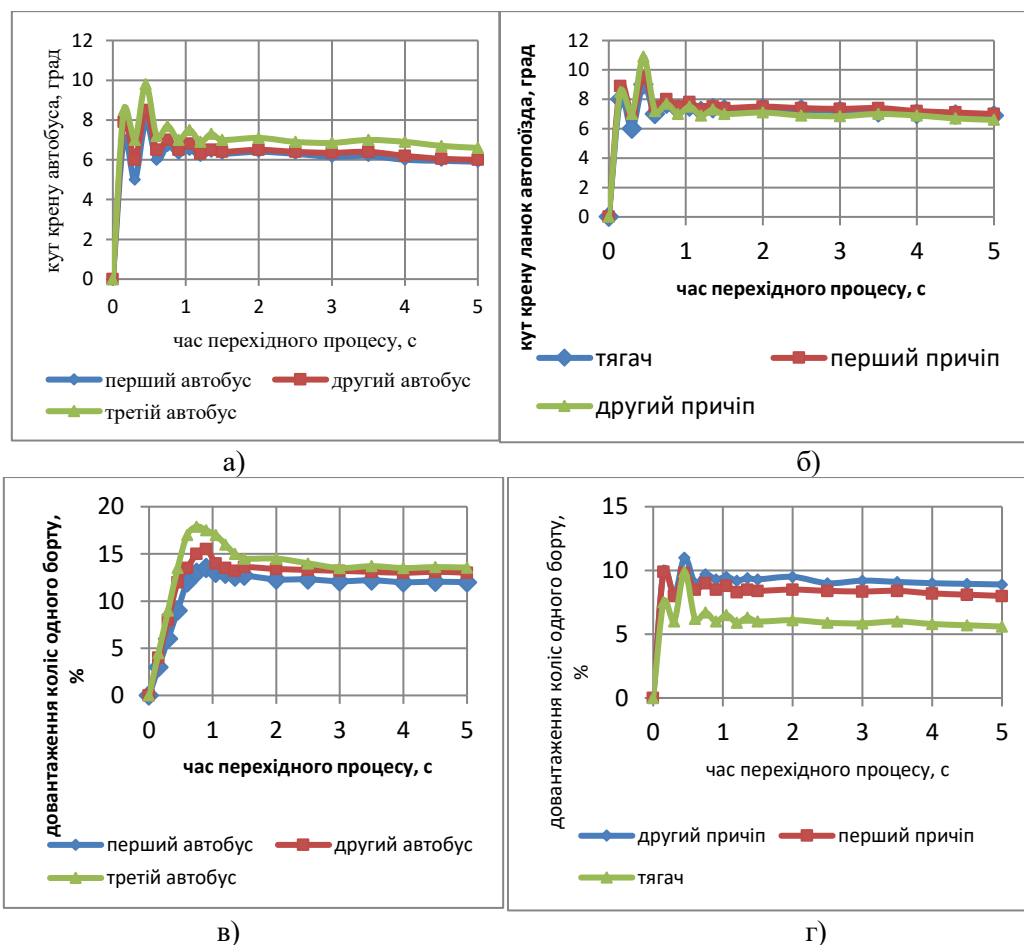 кут крену автобуса, град
12
10
8
6
4
2
0
0 1 2 3 4 5
час перехідного процесу, с
перший автобус другий автобус
третій автобус
а)
кут крену ланок автопоїзда, град
12
10
8
6
4
2
0
0 1 2 3 4 5
час перехідного процесу, с
тягач перший причіп
другий причіп
б)
довантаження коліс одного борту,
%
20
15
10
5
0
0 1 2 3 4 5
час перехідного процесу, с
перший автобус другий автобус
третій автобус
в)
довантаження коліс одного борту,
%
15
10
5
0
0 1 2 3 4 5
час перехідного процесу, с
другий причіп перший причіп
тягач
г)